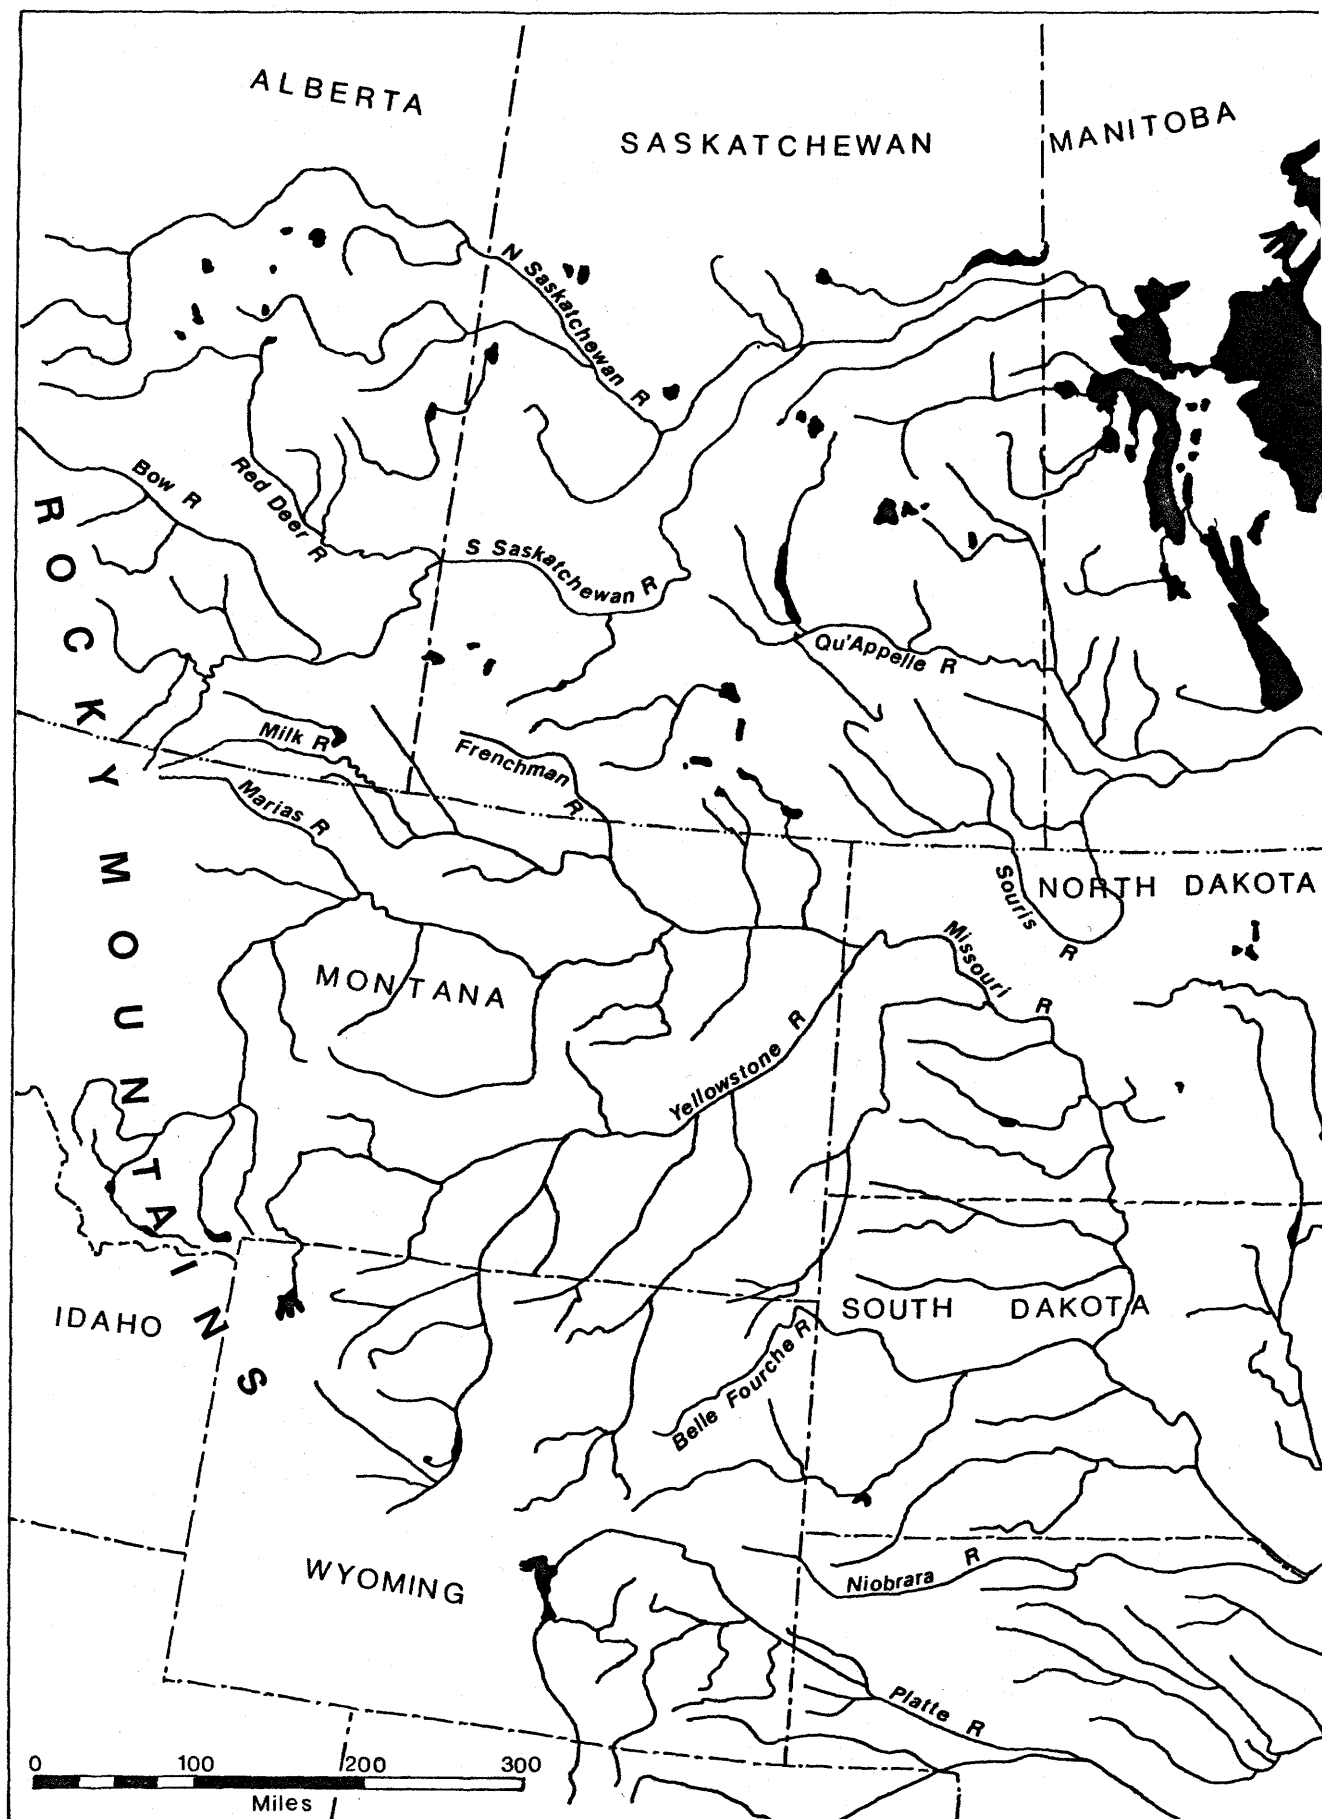 ALBERTA
SASKATCHEWAN
MANITOBA
N Saskatchewan R
Bow R
Red Deer R
S Saskatchewan R
Qu'Appelle R
ROCKY MOUNTAINS
Milk R
Frenchman R
Marias R
Souris R
NORTH DAKOTA
Missouri R
MONTANA
Yellowstone R
IDAHO
SOUTH DAKOTA
Belle Fourche R
WYOMING
Niobrara R
Platte R
0 100 200 300
Miles